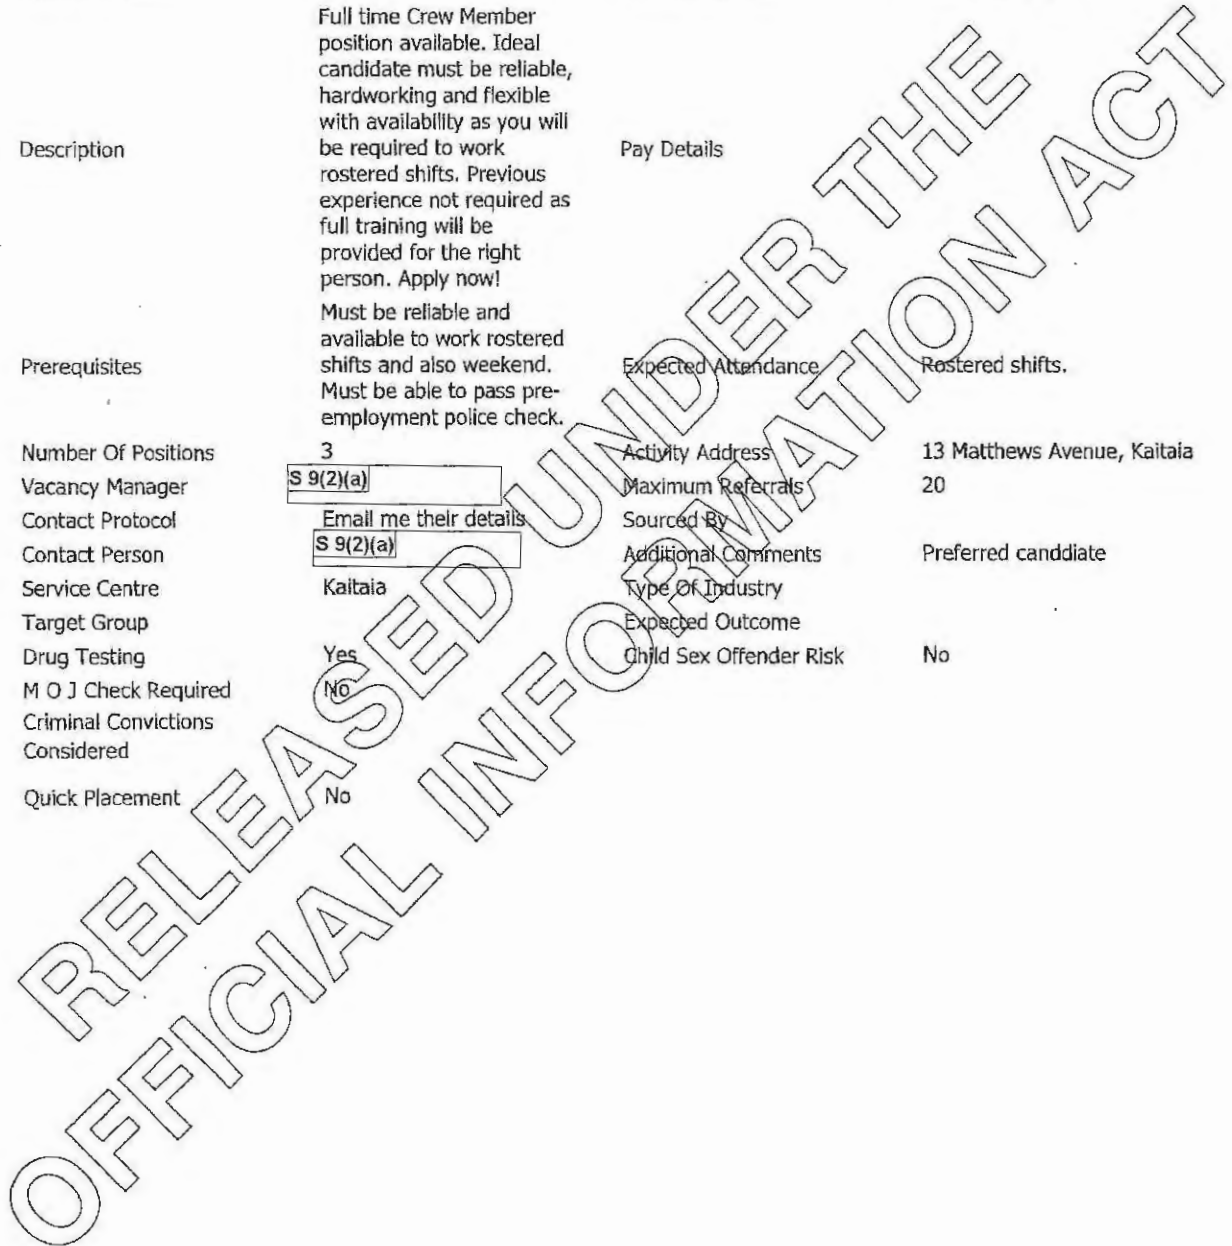 Full time Crew Member
position available. Ideal
candidate must be reliable,
hardworking and flexible
with availability as you will
Description be required to work Pay Details
rostered shifts. Previous
experience not required as
full training will be
provided for the right
person. Apply now!
Must be reliable and
available to work rostered
Prerequisites shifts and also weekend. Expected Attendance Rostered shifts.
Must be able to pass pre-
employment police check.
Number Of Positions 3 Activity Address 13 Matthews Avenue, Kaitaia
Vacancy Manager S 9(2)(a) Maximum Referrals 20
Contact Protocol Email me their details Sourced By
Contact Person S 9(2)(a) Additional Comments Preferred canddiate
Service Centre Kaitaia Type Of Industry
Target Group Expected Outcome
Drug Testing Yes Child Sex Offender Risk No
M O J Check Required No
Criminal Convictions
Considered
Quick Placement No
RELEASED UNDER THE
OFFICIAL INFORMATION ACT